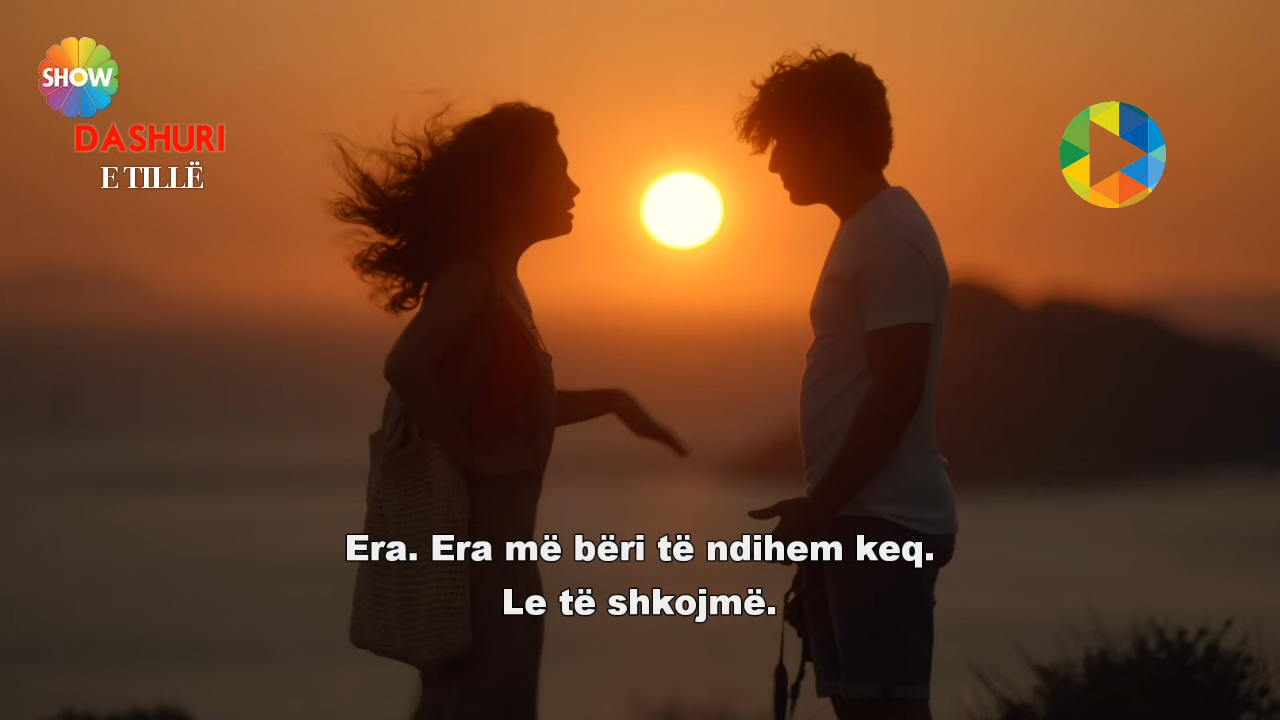 SHOW
DASHURI
E TILLË
Era. Era më bëri të ndihem keq.
Le të shkojmë.